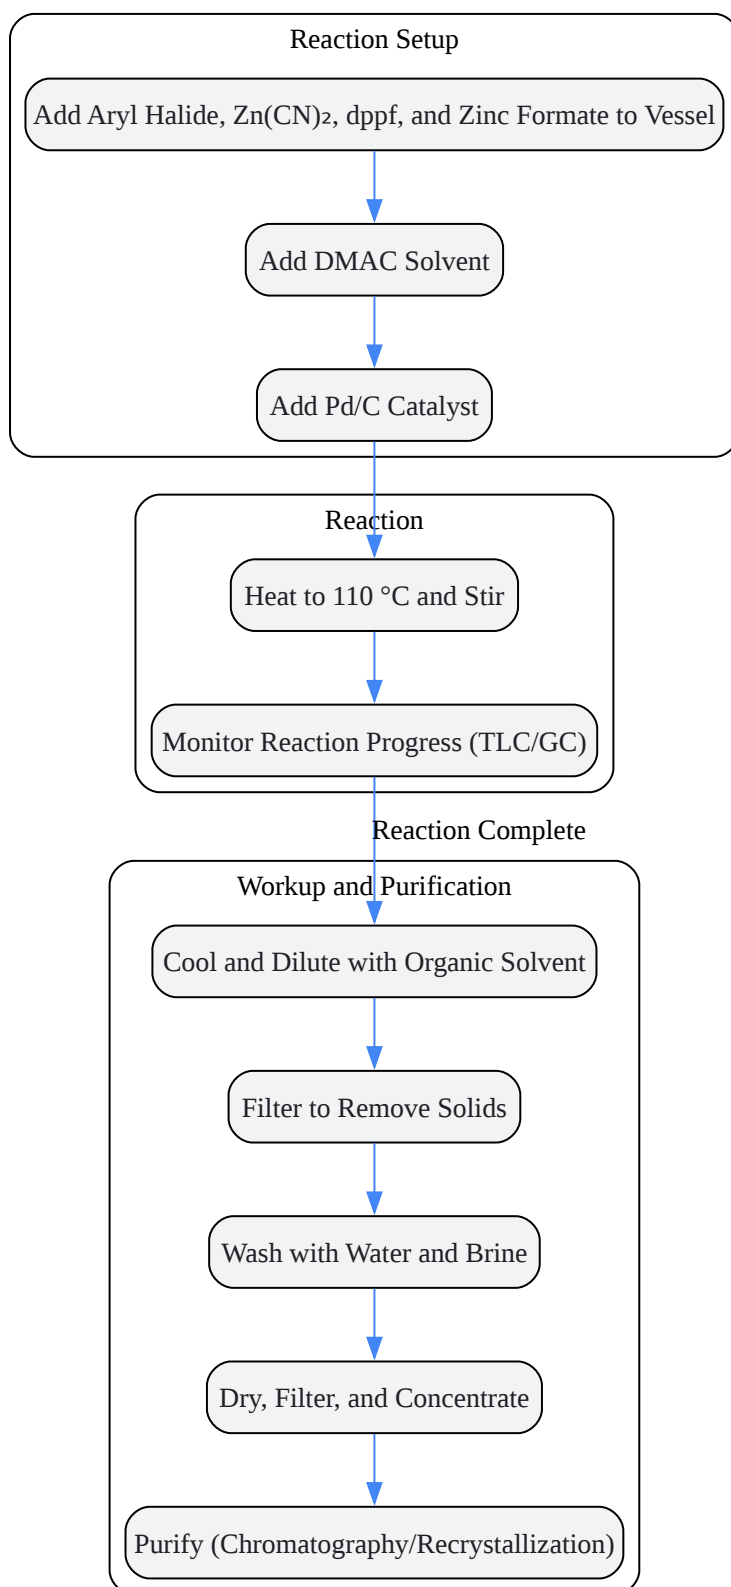 Reaction Setup
Add Aryl Halide, Zn(CN)₂, dppf, and Zinc Formate to Vessel
Add DMAC Solvent
Add Pd/C Catalyst
Reaction
Heat to 110 °C and Stir
Monitor Reaction Progress (TLC/GC)
Reaction Complete
Workup and Purification
Cool and Dilute with Organic Solvent
Filter to Remove Solids
Wash with Water and Brine
Dry, Filter, and Concentrate
Purify (Chromatography/Recrystallization)